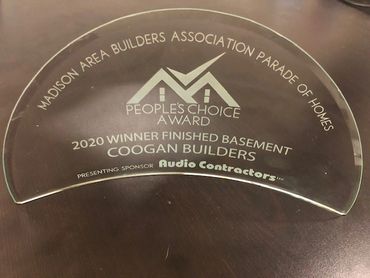 MADISON AREA BUILDERS ASSOCIATION PARADE OF HOMES
PEOPLE'S CHOICE
AWARD
2020 WINNER FINISHED BASEMENT
COOGAN BUILDERS
PRESENTING SPONSOR Audio Contractors LLC